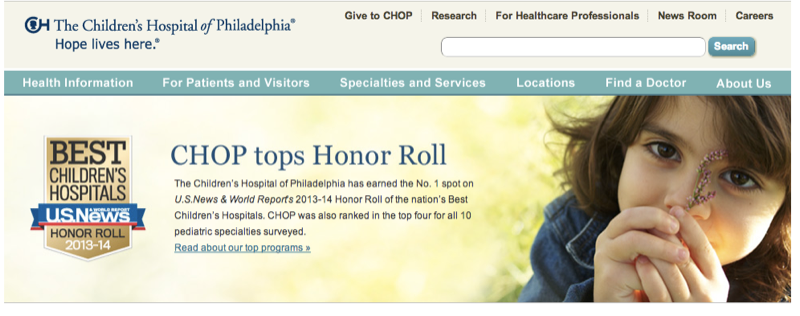 The Children's Hospital of Philadelphia®
Hope lives here.®
Give to CHOP
Research
For Healthcare Professionals
News Room
Careers
Search
Health Information
For Patients and Visitors
Specialties and Services
Locations
Find a Doctor
About Us
BEST
CHILDREN'S
HOSPITALS
U.S.News
HONOR ROLL
2013-14
CHOP tops Honor Roll
The Children's Hospital of Philadelphia has earned the No. 1 spot on
U.S.News & World Report's 2013-14 Honor Roll of the nation's Best
Children's Hospitals. CHOP was also ranked in the top four for all 10
pediatric specialties surveyed.
Read about our top programs »